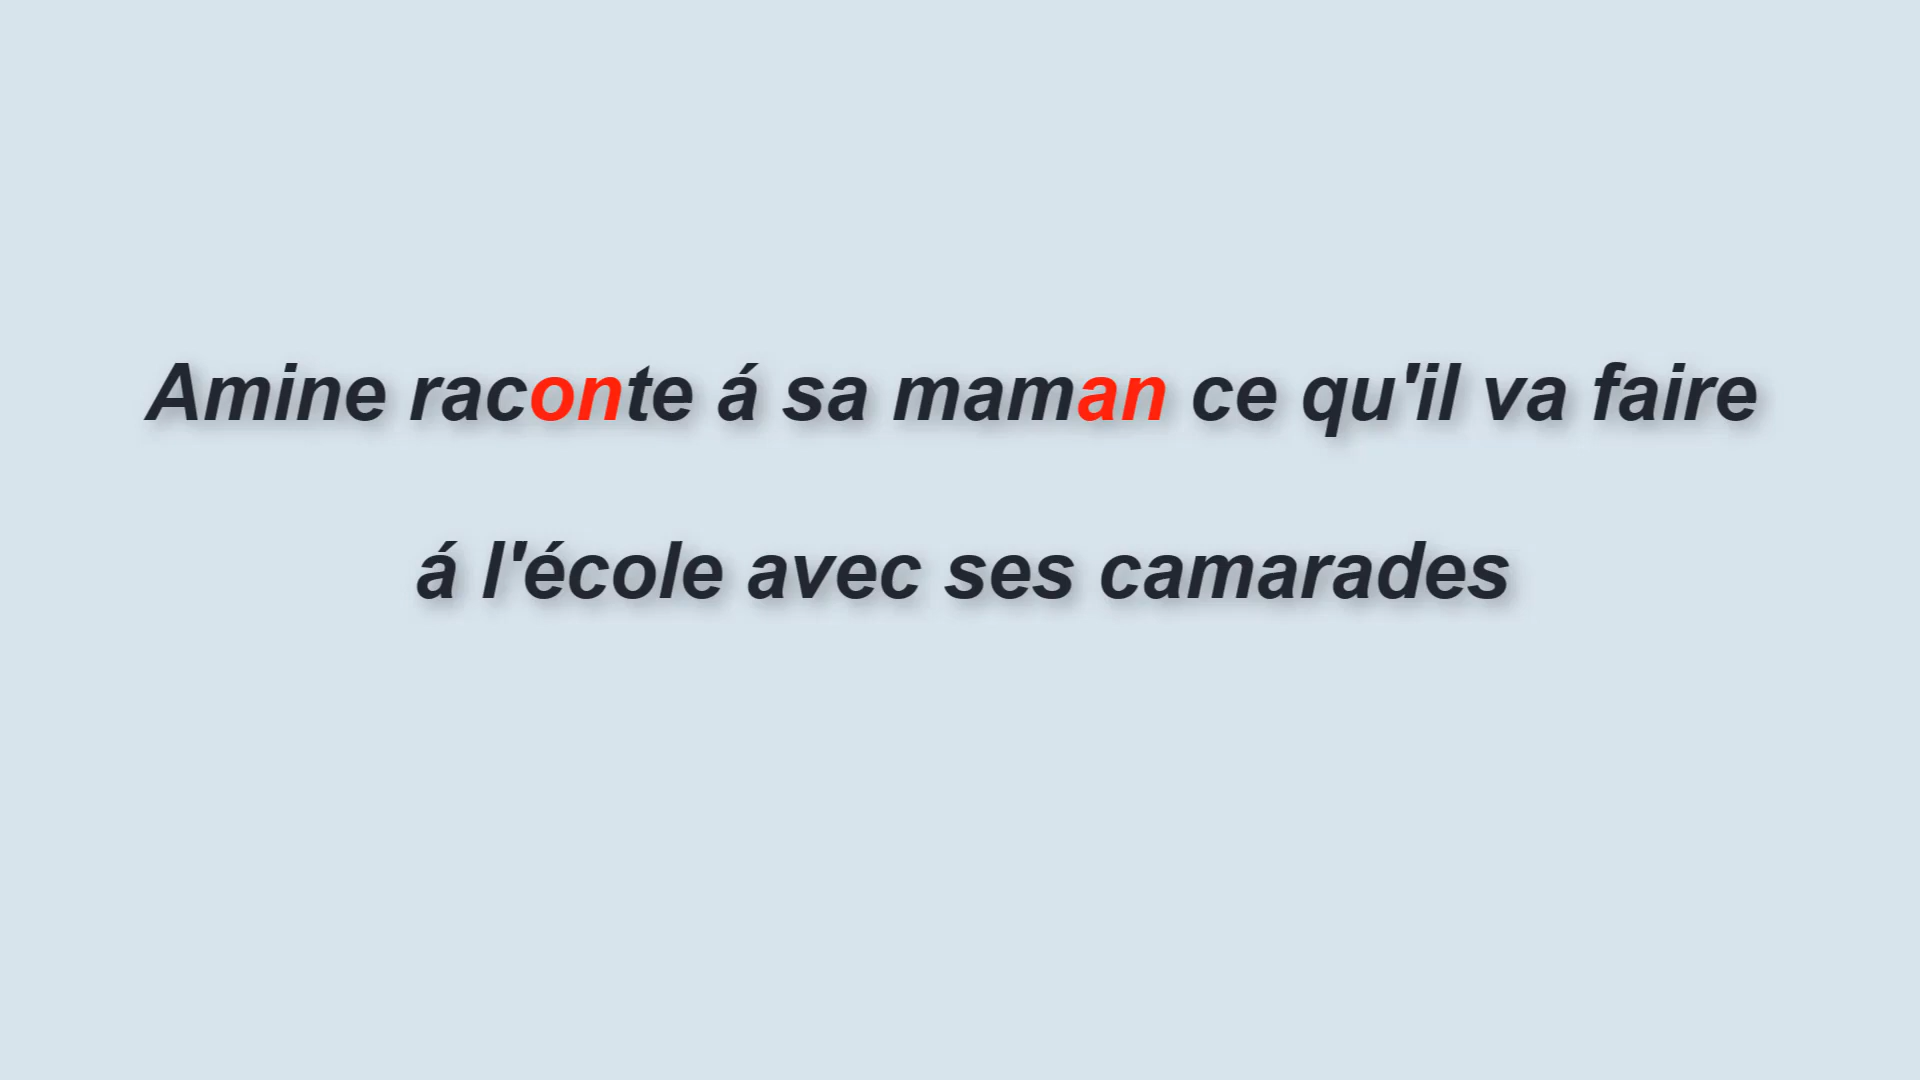 Amine raconte á sa maman ce qu'il va faire
á l'école avec ses camarades